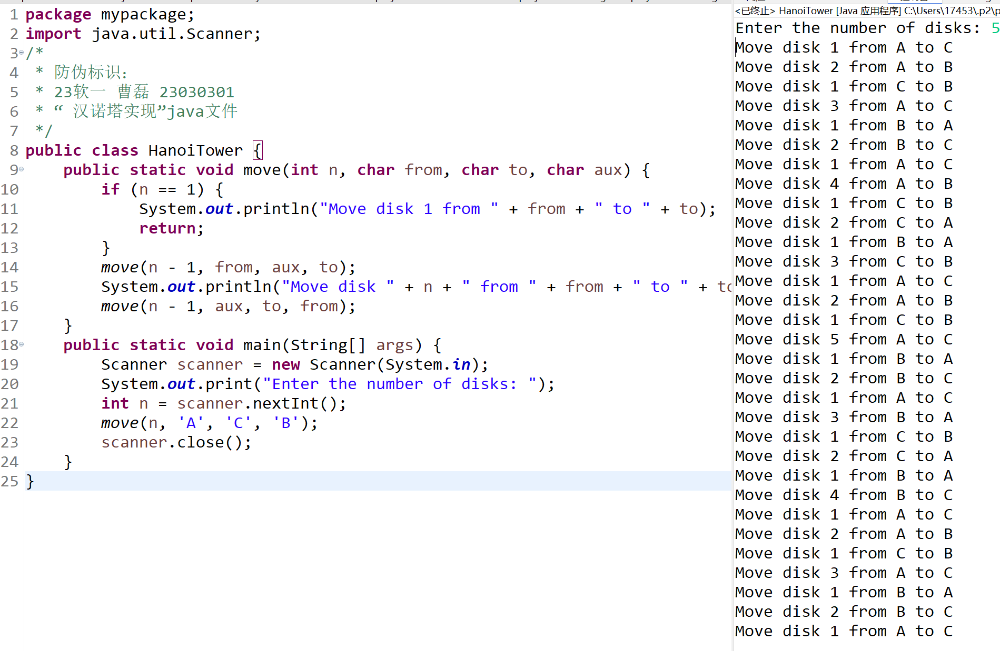 1 package mypackage;
2 import java.util.Scanner;
3 /*
4  * 防伪标识：
5  * 23软一 曹磊 23030301
6  * “ 汉诺塔实现”java文件
7  */
8 public class HanoiTower {
9     public static void move(int n, char from, char to, char aux) {
10         if (n == 1) {
11             System.out.println("Move disk 1 from " + from + " to " + to);
12             return;
13         }
14         move(n - 1, from, aux, to);
15         System.out.println("Move disk " + n + " from " + from + " to " + to
16         move(n - 1, aux, to, from);
17     }
18     public static void main(String[] args) {
19         Scanner scanner = new Scanner(System.in);
20         System.out.print("Enter the number of disks: ");
21         int n = scanner.nextInt();
22         move(n, 'A', 'C', 'B');
23         scanner.close();
24     }
25 }
<已终止> HanoiTower [Java 应用程序] C:\Users\17453\.p2\p
Enter the number of disks: 5
Move disk 1 from A to C
Move disk 2 from A to B
Move disk 1 from C to B
Move disk 3 from A to C
Move disk 1 from B to A
Move disk 2 from B to C
Move disk 1 from A to C
Move disk 4 from A to B
Move disk 1 from C to B
Move disk 2 from C to A
Move disk 1 from B to A
Move disk 3 from C to B
Move disk 1 from A to C
Move disk 2 from A to B
Move disk 1 from C to B
Move disk 5 from A to C
Move disk 1 from B to A
Move disk 2 from B to C
Move disk 1 from A to C
Move disk 3 from B to A
Move disk 1 from C to B
Move disk 2 from C to A
Move disk 1 from B to A
Move disk 4 from B to C
Move disk 1 from A to C
Move disk 2 from A to B
Move disk 1 from C to B
Move disk 3 from A to C
Move disk 1 from B to A
Move disk 2 from B to C
Move disk 1 from A to C